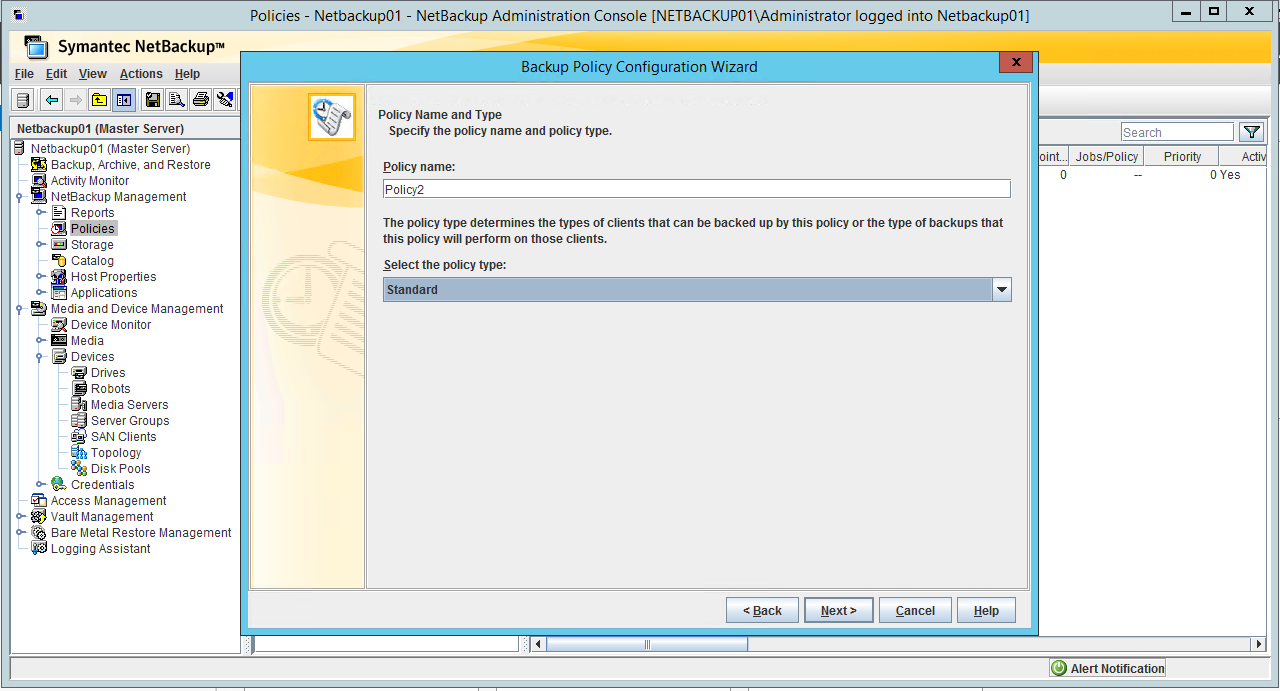 Policies - Netbackup01 - NetBackup Administration Console [NETBACKUP01\Administrator logged into Netbackup01]
Symantec NetBackup™
File Edit View Actions Help
Netbackup01 (Master Server)
Netbackup01 (Master Server)
Backup, Archive, and Restore
Activity Monitor
NetBackup Management
Reports
Policies
Storage
Catalog
Host Properties
Applications
Media and Device Management
Device Monitor
Media
Devices
Drives
Robots
Media Servers
Server Groups
SAN Clients
Topology
Disk Pools
Credentials
Access Management
Vault Management
Bare Metal Restore Management
Logging Assistant
Backup Policy Configuration Wizard
X
Policy Name and Type
Specify the policy name and policy type.
Policy name:
Policy2
The policy type determines the types of clients that can be backed up by this policy or the type of backups that
this policy will perform on those clients.
Select the policy type:
Standard
< Back Next > Cancel Help
Search
oint... Jobs/Policy Priority Activ
0 -- 0 Yes
Alert Notification